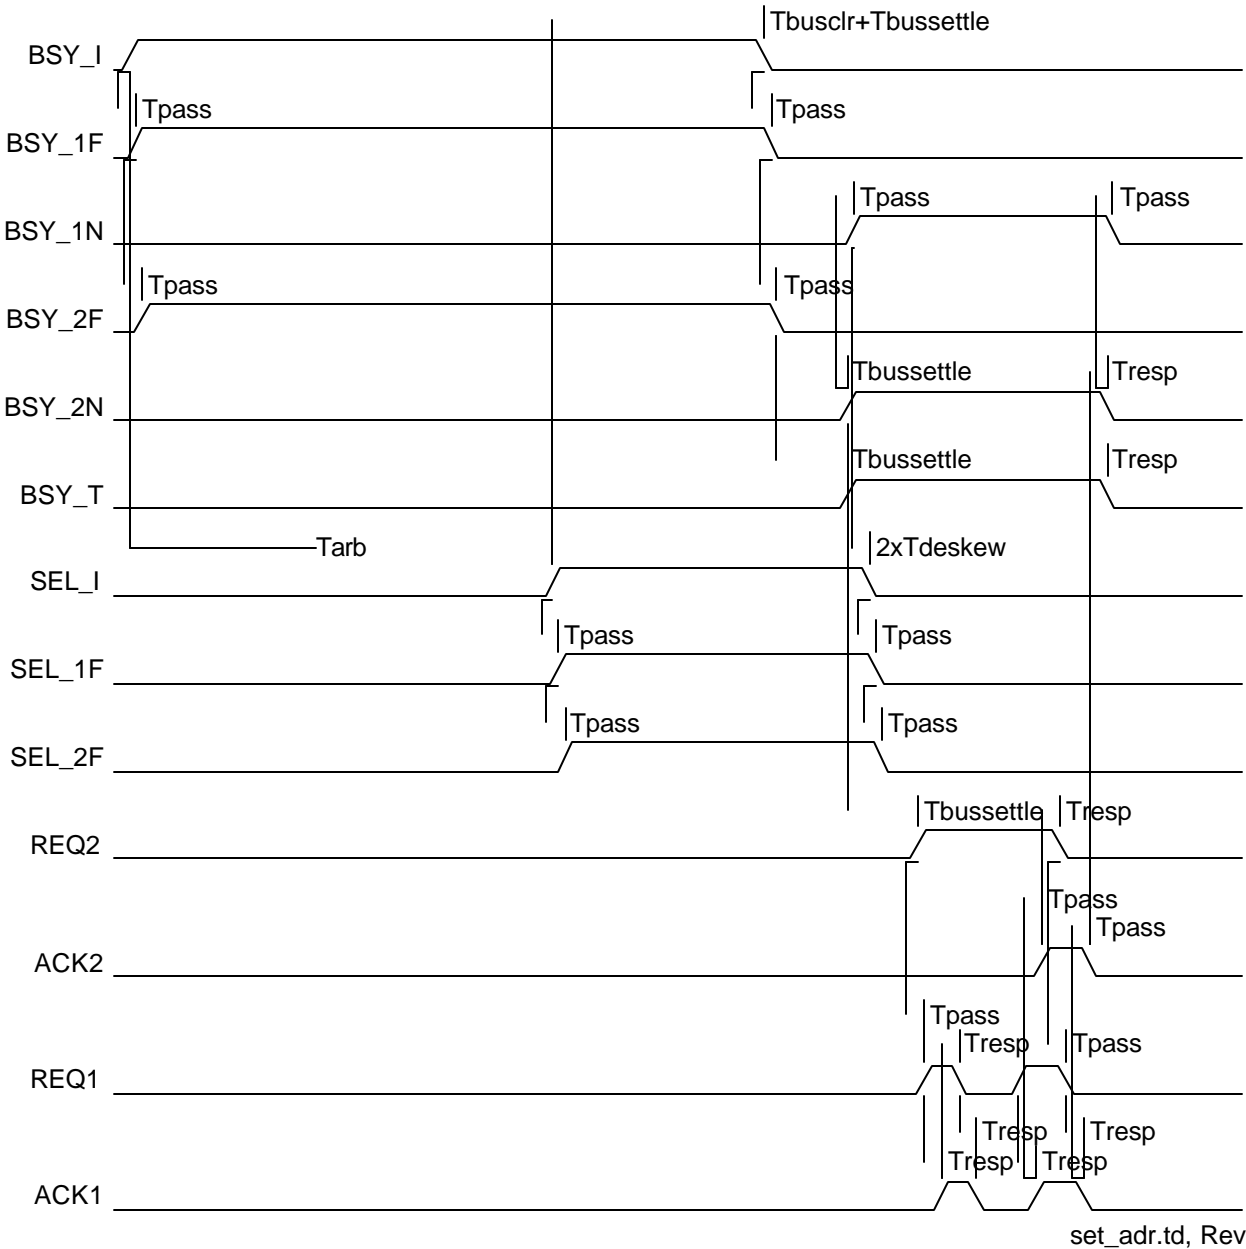 Tbusclr+Tbussettle
BSY_I
Tpass Tpass
BSY_1F
Tpass Tpass
BSY_1N
Tpass Tpass
BSY_2F
Tbussettle Tresp
BSY_2N
Tbussettle Tresp
BSY_T
Tarb 2xTdeskew
SEL_I
Tpass Tpass
SEL_1F
Tpass Tpass
SEL_2F
Tbussettle Tresp
REQ2
Tpass
Tpass
ACK2
Tpass
Tresp Tpass
REQ1
Tresp Tresp
Tresp Tresp
ACK1
set_adr.td, Rev